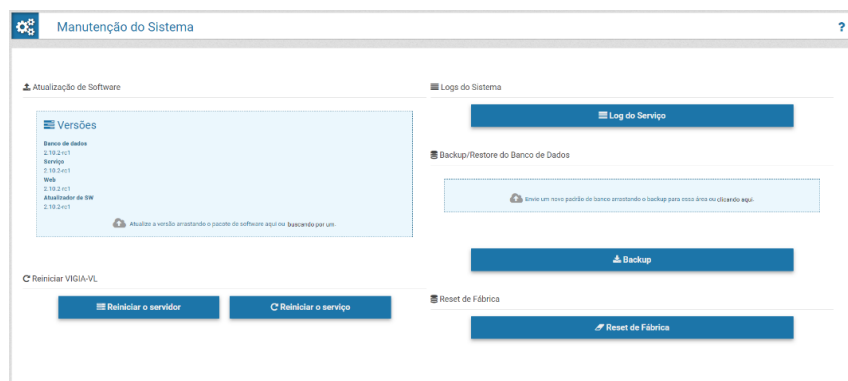 Manutenção do Sistema
?
Atualização de Software
Versões
Banco de dados
2.10.2-rc1
Serviço
2.10.2-rc1
Web
2.10.2-rc1
Atualizador de SW
2.10.2-rc1
Atualize a versão arrastando o pacote de software aqui ou buscando por um.
Reiniciar VIGIA-VL
Reiniciar o servidor
Reiniciar o serviço
Logs do Sistema
Log do Serviço
Backup/Restore do Banco de Dados
Envie um novo padrão de banco arrastando o backup para essa área ou clicando aqui.
Backup
Reset de Fábrica
Reset de Fábrica